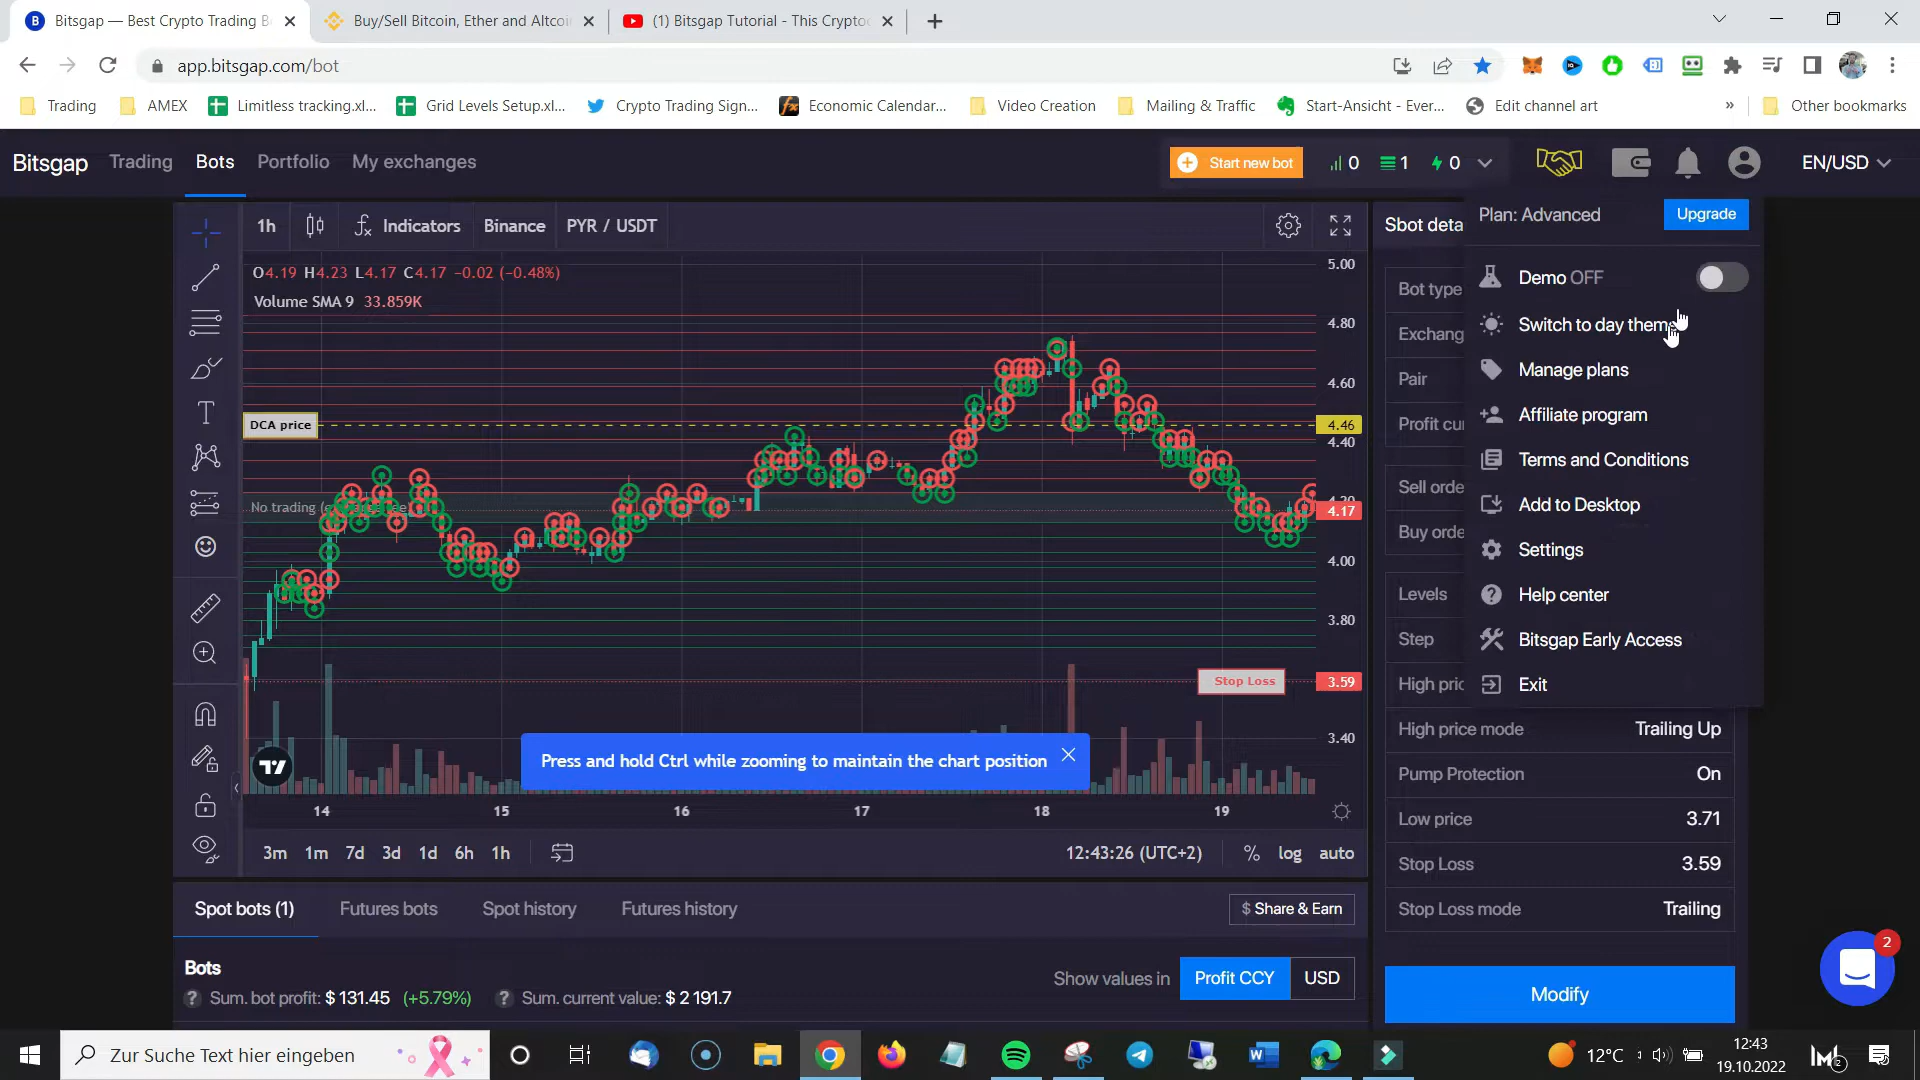 Bitsgap — Best Crypto Trading B
Buy/Sell Bitcoin, Ether and Altcoi
(1) Bitsgap Tutorial - This Cryptoc
app.bitsgap.com/bot
Trading
AMEX
Limitless tracking.xl...
Grid Levels Setup.xl...
Crypto Trading Sign...
Economic Calendar...
Video Creation
Mailing & Traffic
Start-Ansicht - Ever...
Edit channel art
»
Other bookmarks
Bitsgap
Trading
Bots
Portfolio
My exchanges
Start new bot
0
1
0
EN/USD
1h
Indicators
Binance
PYR / USDT
Sbot deta
Plan: Advanced
Upgrade
O4.19 H4.23 L4.17 C4.17 −0.02 (−0.48%)
Volume SMA 9 33.859K
5.00
4.80
4.60
4.46
4.40
4.20
4.17
4.00
3.80
3.59
3.40
DCA price
Stop Loss
Bot type
Exchang
Pair
Profit cu
Sell orde
Buy orde
Levels
Step
High pric
Demo OFF
Switch to day theme
Manage plans
Affiliate program
Terms and Conditions
Add to Desktop
Settings
Help center
Bitsgap Early Access
Exit
High price mode Trailing Up
Pump Protection On
Low price 3.71
Stop Loss 3.59
Stop Loss mode Trailing
Modify
Press and hold Ctrl while zooming to maintain the chart position
14 15 16 17 18 19
3m 1m 7d 3d 1d 6h 1h
12:43:26 (UTC+2)
% log auto
Spot bots (1)
Futures bots
Spot history
Futures history
$ Share & Earn
Bots
? Sum. bot profit: $ 131.45 (+5.79%)
? Sum. current value: $ 2 191.7
Show values in
Profit CCY
USD
2
Zur Suche Text hier eingeben
12°C
12:43
19.10.2022
2